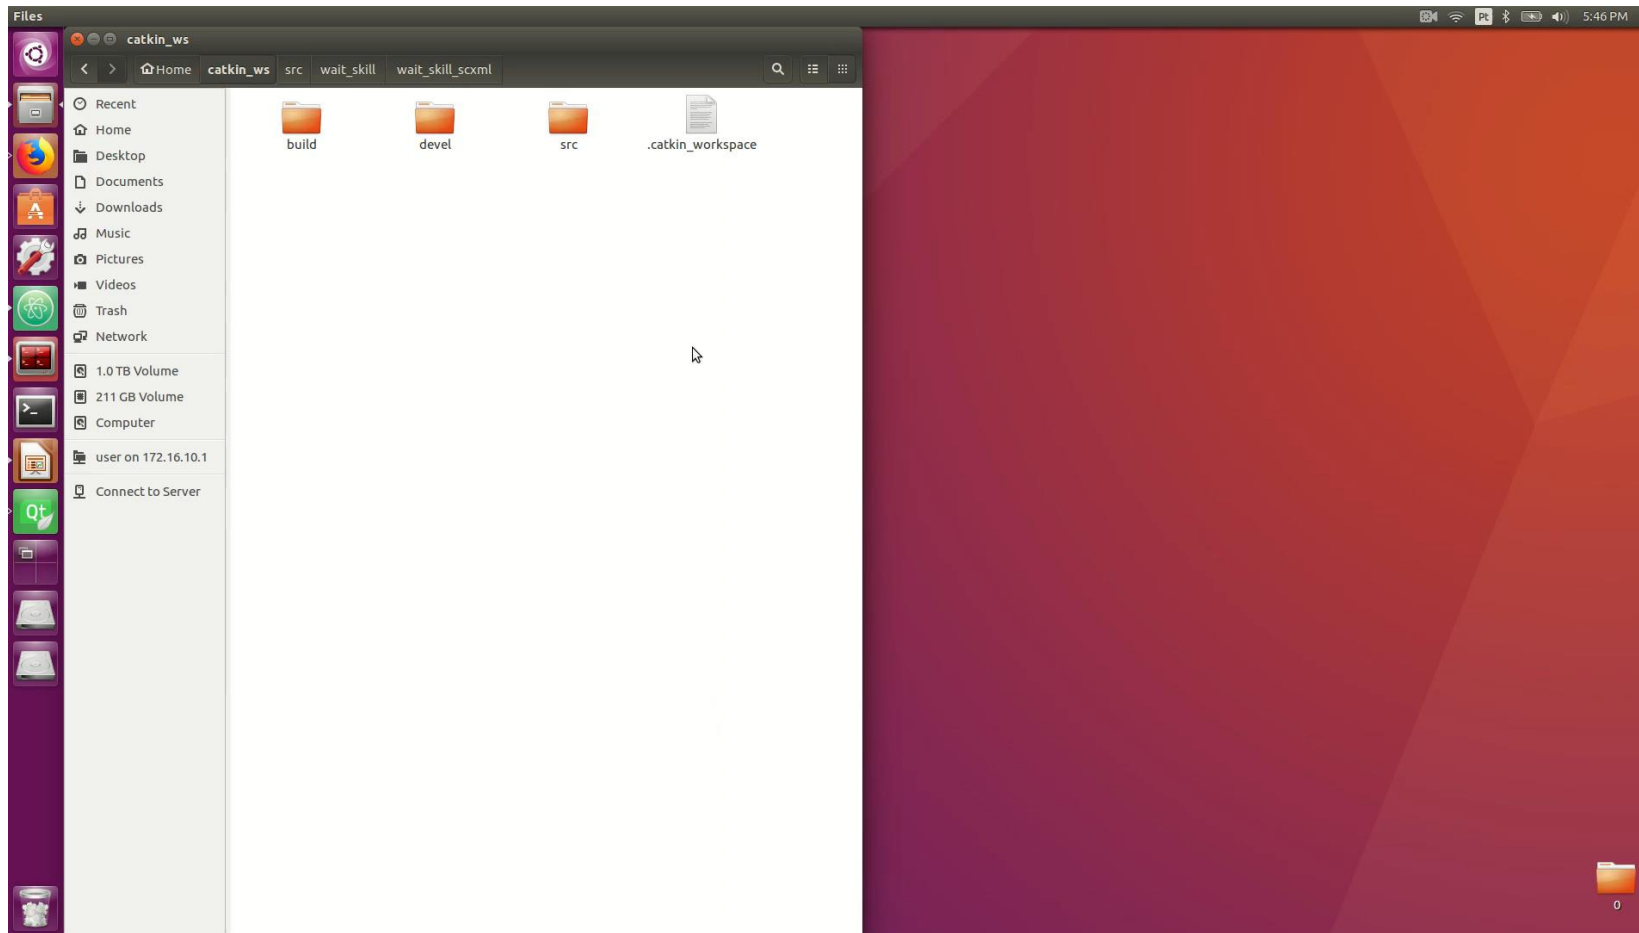 Files
Pt
5:46 PM
catkin_ws
Home catkin_ws src wait_skill wait_skill_scxml
Recent
Home
Desktop
Documents
Downloads
Music
Pictures
Videos
Trash
Network
1.0 TB Volume
211 GB Volume
Computer
user on 172.16.10.1
Connect to Server
build devel src .catkin_workspace
Qt
0